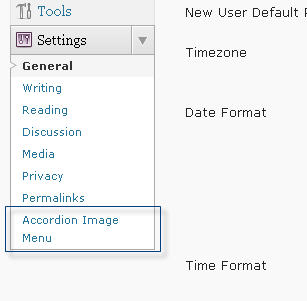 Tools
Settings
General
Writing
Reading
Discussion
Media
Privacy
Permalinks
Accordion Image
Menu
New User Default
Timezone
Date Format
Time Format